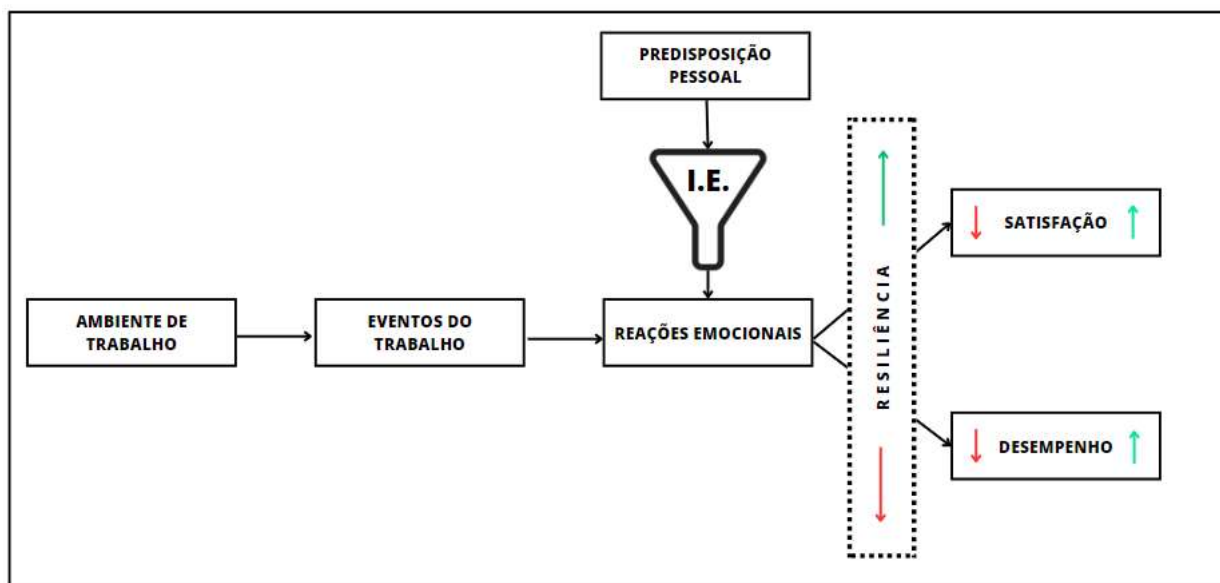 PREDISPOSIÇÃO
PESSOAL
I.E.
AMBIENTE DE
TRABALHO
EVENTOS DO
TRABALHO
REAÇÕES EMOCIONAIS
RESILIÊNCIA
SATISFAÇÃO
DESEMPENHO